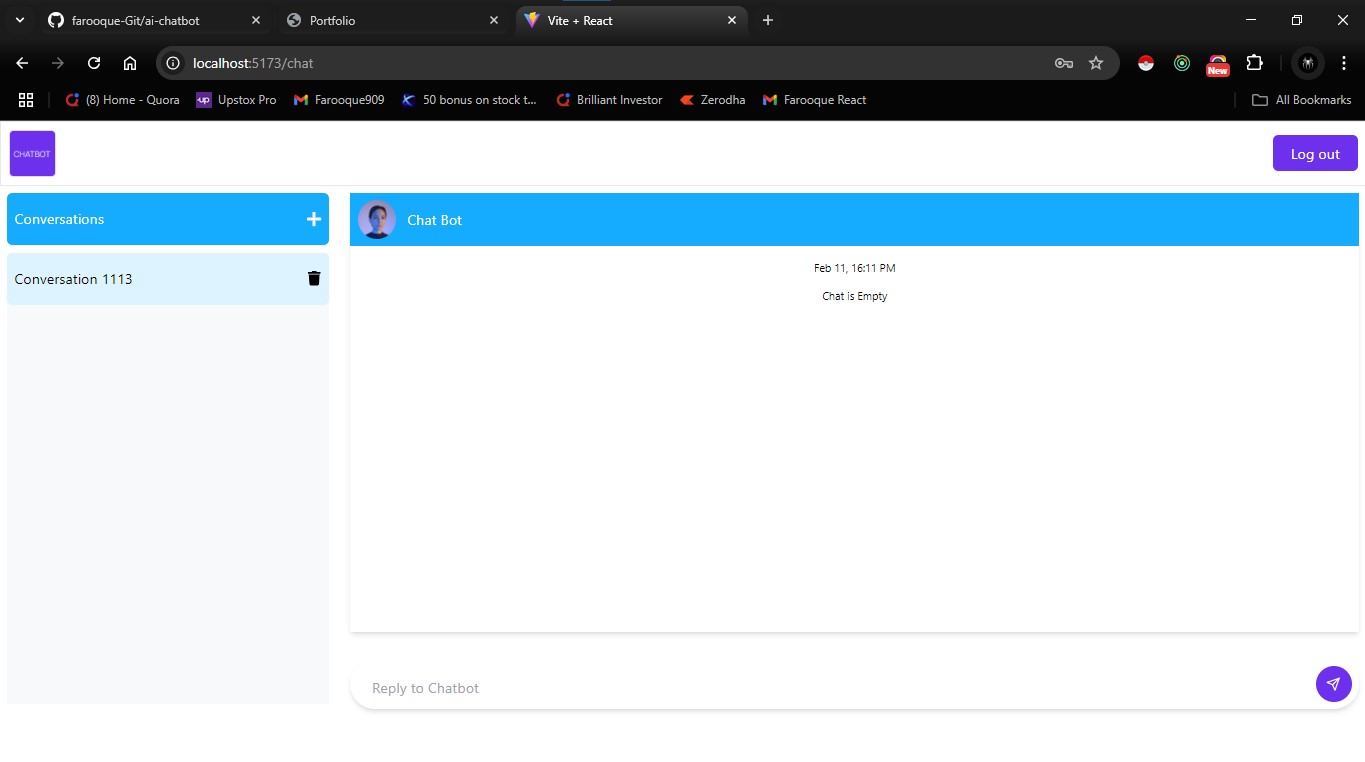 farooque-Git/ai-chatbot
Portfolio
Vite + React
localhost:5173/chat
New
(8) Home - Quora
up Upstox Pro
Farooque909
50 bonus on stock t...
Brilliant Investor
Zerodha
Farooque React
All Bookmarks
CHATBOT
Log out
Conversations
Conversation 1113
Chat Bot
Feb 11, 16:11 PM
Chat is Empty
Reply to Chatbot